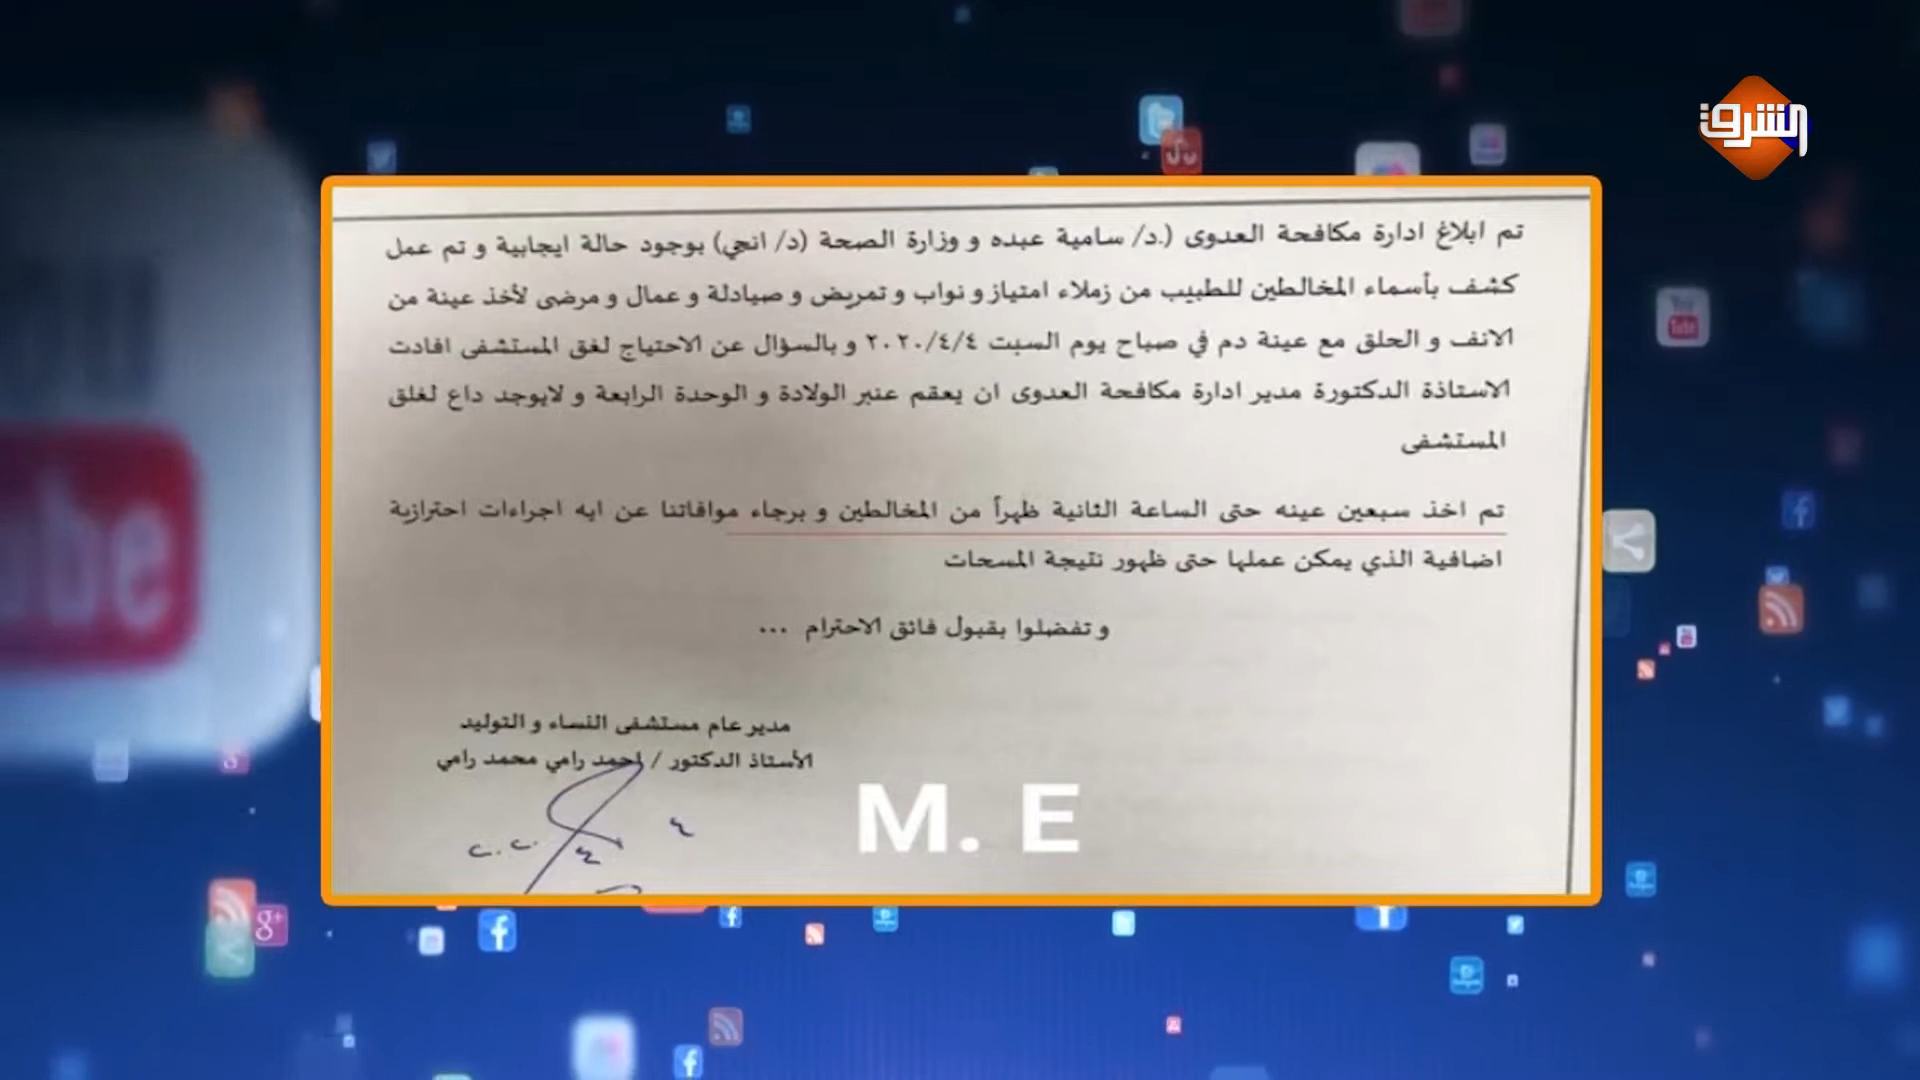 الشرق
تم ابلاغ ادارة مكافحة العدوى (.د/ سامية عبده و وزارة الصحة (د/ انجي) بوجود حالة ايجابية و تم عمل
كشف بأسماء المخالطين للطبيب من زملاء امتياز و نواب و تمريض و صيادلة و عمال و مرضى لأخذ عينة من
الانف و الحلق مع عينة دم في صباح يوم السبت ٢٠٢٠/٤/٤ و بالسؤال عن الاحتياج لغق المستشفى افادت
الاستاذة الدكتورة مدير ادارة مكافحة العدوى ان يعقم عنبر الولادة و الوحدة الرابعة و لايوجد داع لغلق
المستشفى
تم اخذ سبعين عينه حتى الساعة الثانية ظهراً من المخالطين و برجاء موافاتنا عن ايه اجراءات احترازية
اضافية الذي يمكن عملها حتى ظهور نتيجة المسحات
و تفضلوا بقبول فائق الاحترام ...
مدير عام مستشفى النساء و التوليد
الأستاذ الدكتور / احمد رامي محمد رامي
M. E